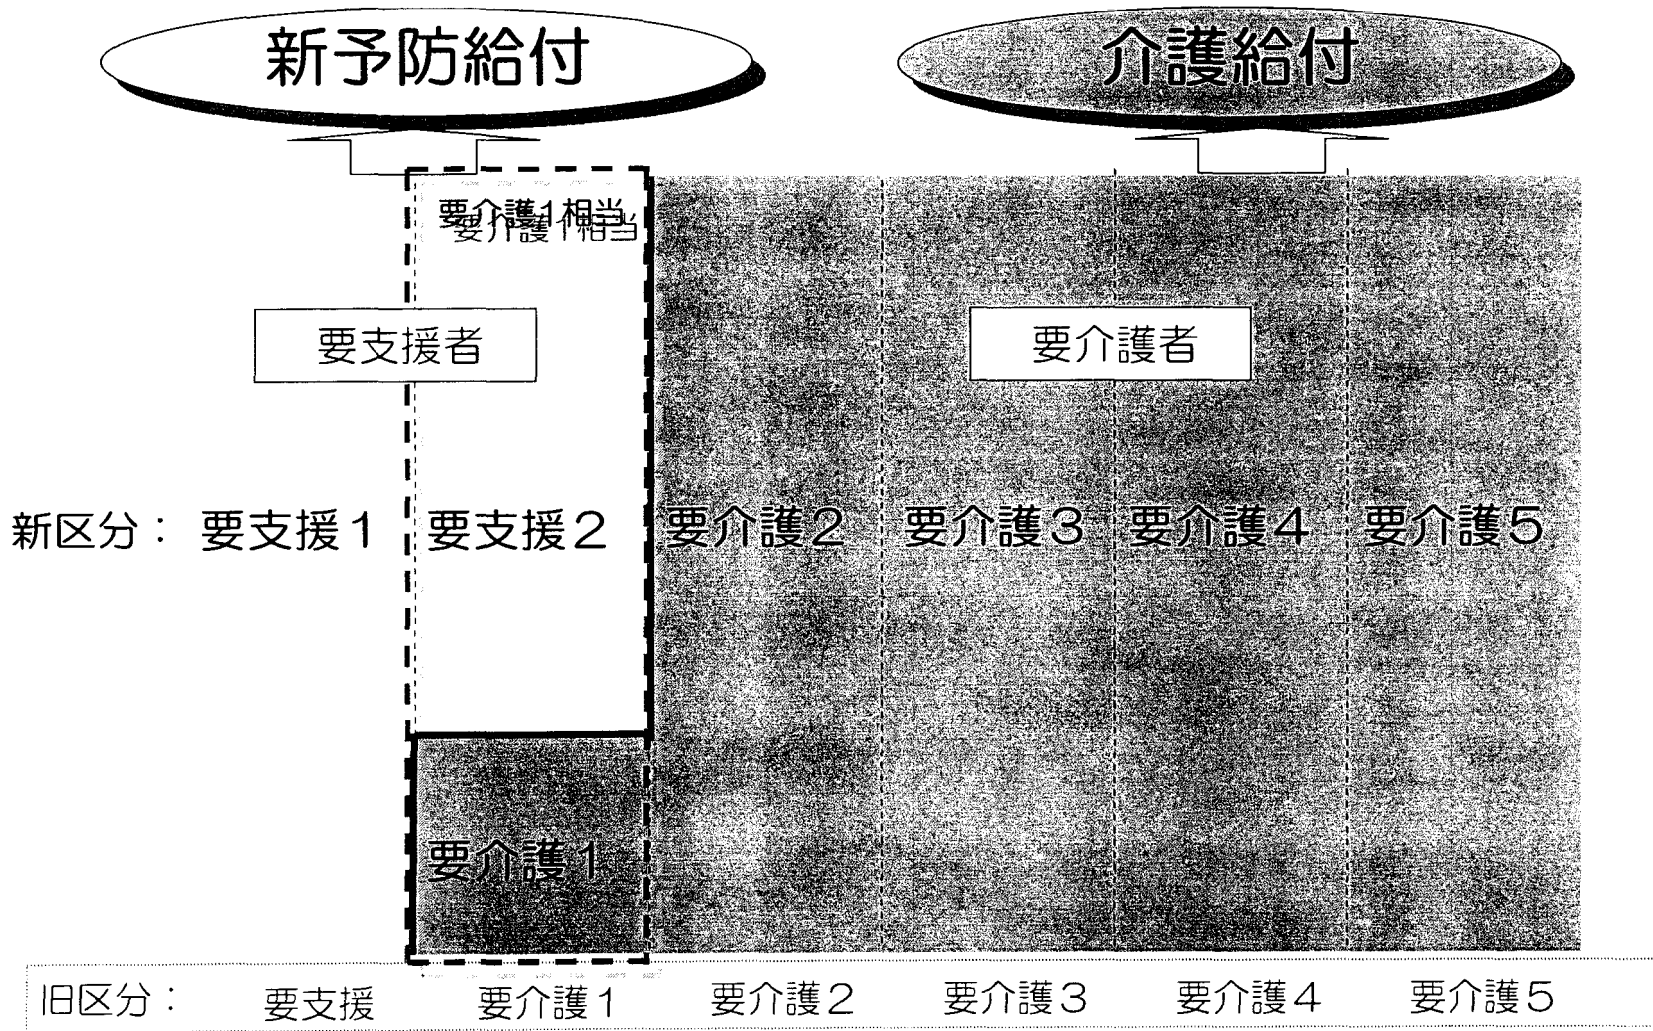 新予防給付
介護給付
要介護1相当
要支援者
要介護者
新区分： 要支援1 要支援2 要介護2 要介護3 要介護4 要介護5
要介護1
旧区分： 要支援 要介護1 要介護2 要介護3 要介護4 要介護5